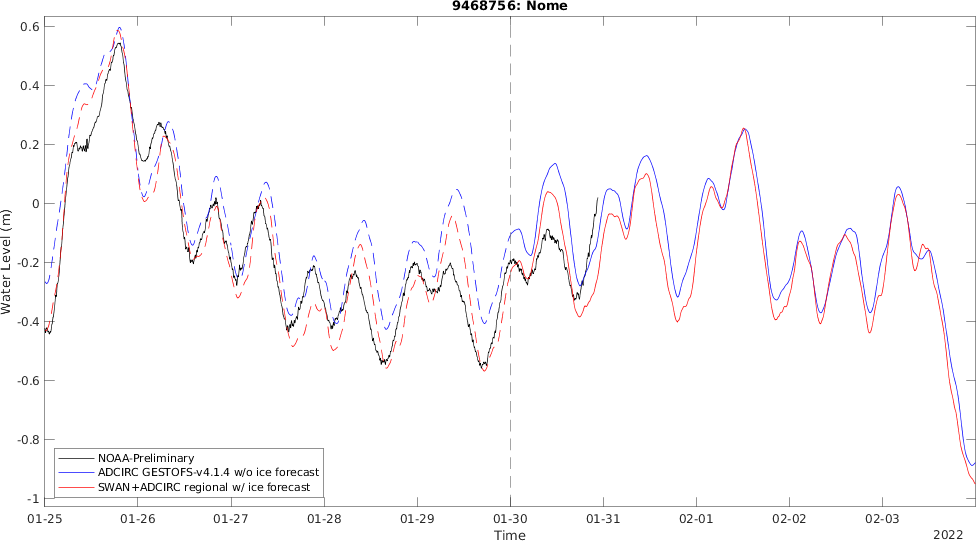 9468756: Nome
0.6
0.4
0.2
0
-0.2
-0.4
-0.6
-0.8
-1
Water Level (m)
NOAA-Preliminary
ADCIRC GESTOFS-v4.1.4 w/o ice forecast
SWAN+ADCIRC regional w/ ice forecast
01-25 01-26 01-27 01-28 01-29 01-30 01-31 02-01 02-02 02-03
Time
2022